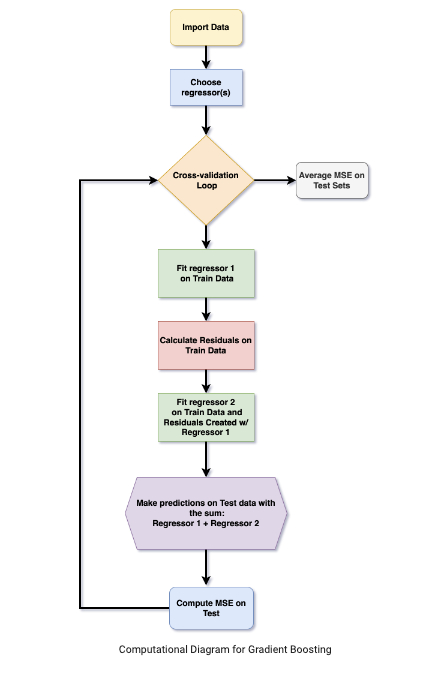 Import Data
Choose
regressor(s)
Cross-validation
Loop
Average MSE on
Test Sets
Fit regressor 1
on Train Data
Calculate Residuals on
Train Data
Fit regressor 2
on Train Data and
Residuals Created w/
Regressor 1
Make predictions on Test data with
the sum:
Regressor 1 + Regressor 2
Compute MSE on
Test
Computational Diagram for Gradient Boosting